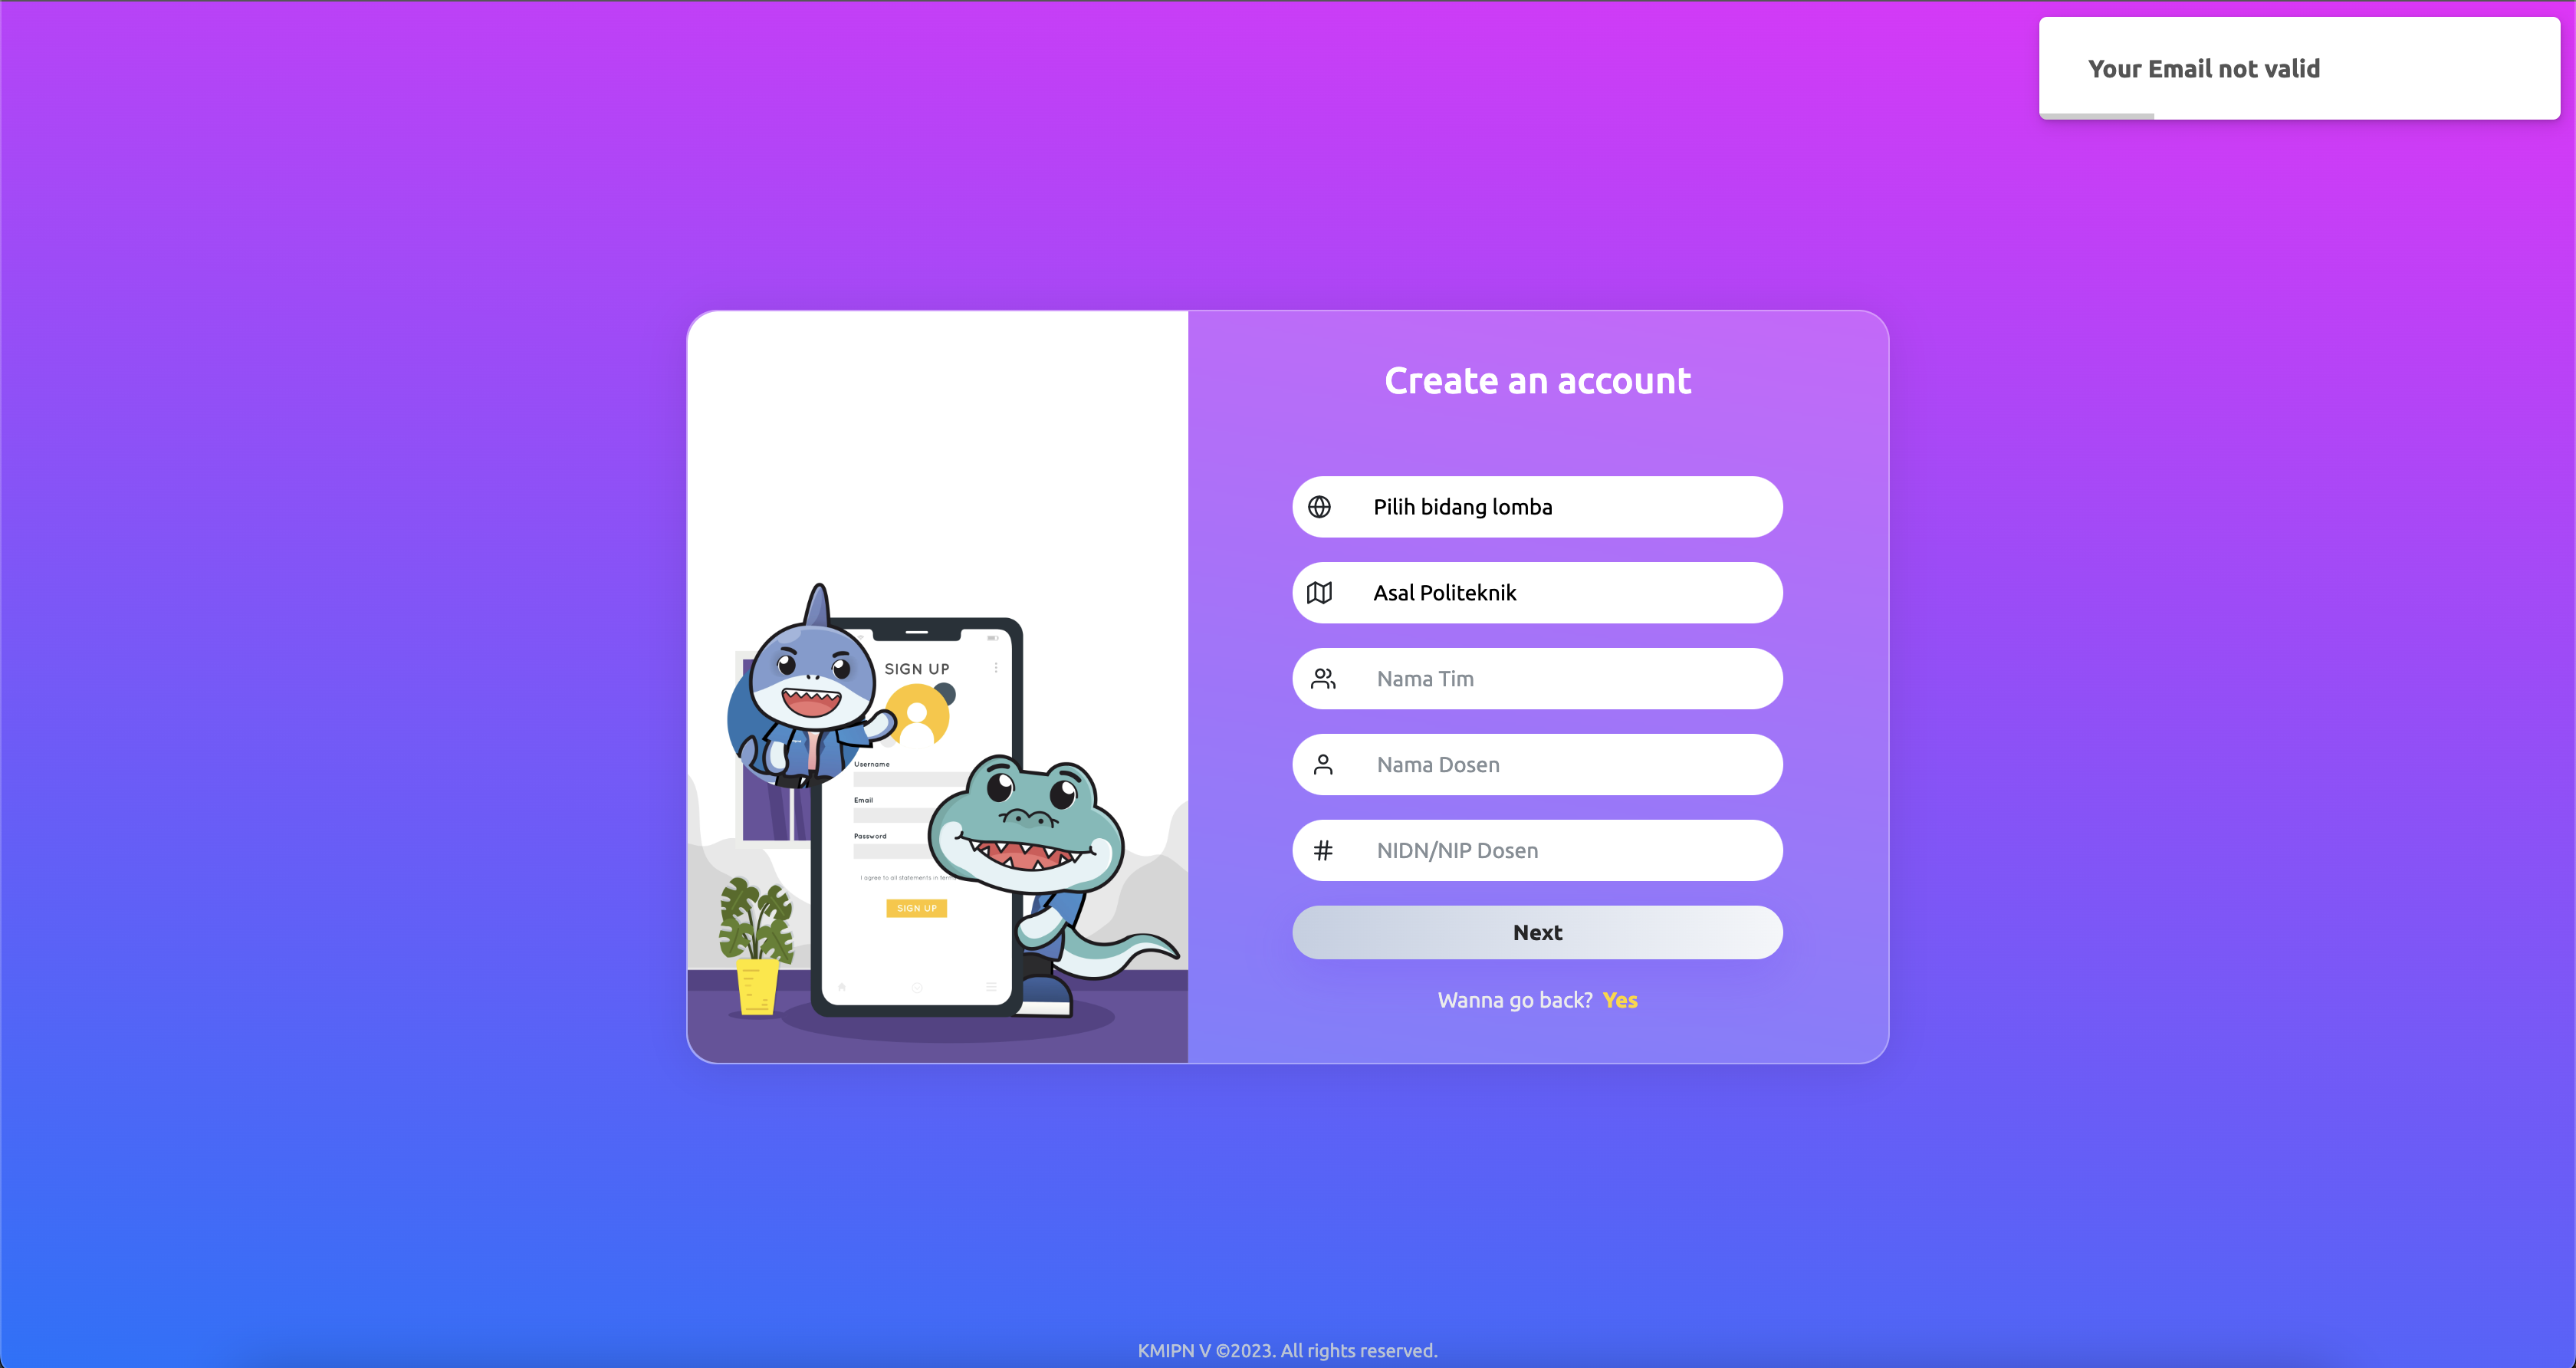 Your Email not valid
Create an account
Pilih bidang lomba
Asal Politeknik
Nama Tim
Nama Dosen
NIDN/NIP Dosen
Next
Wanna go back? Yes
SIGN UP
Username
Email
Password
I agree to all statements in
SIGN UP
KMIPN V ©2023. All rights reserved.